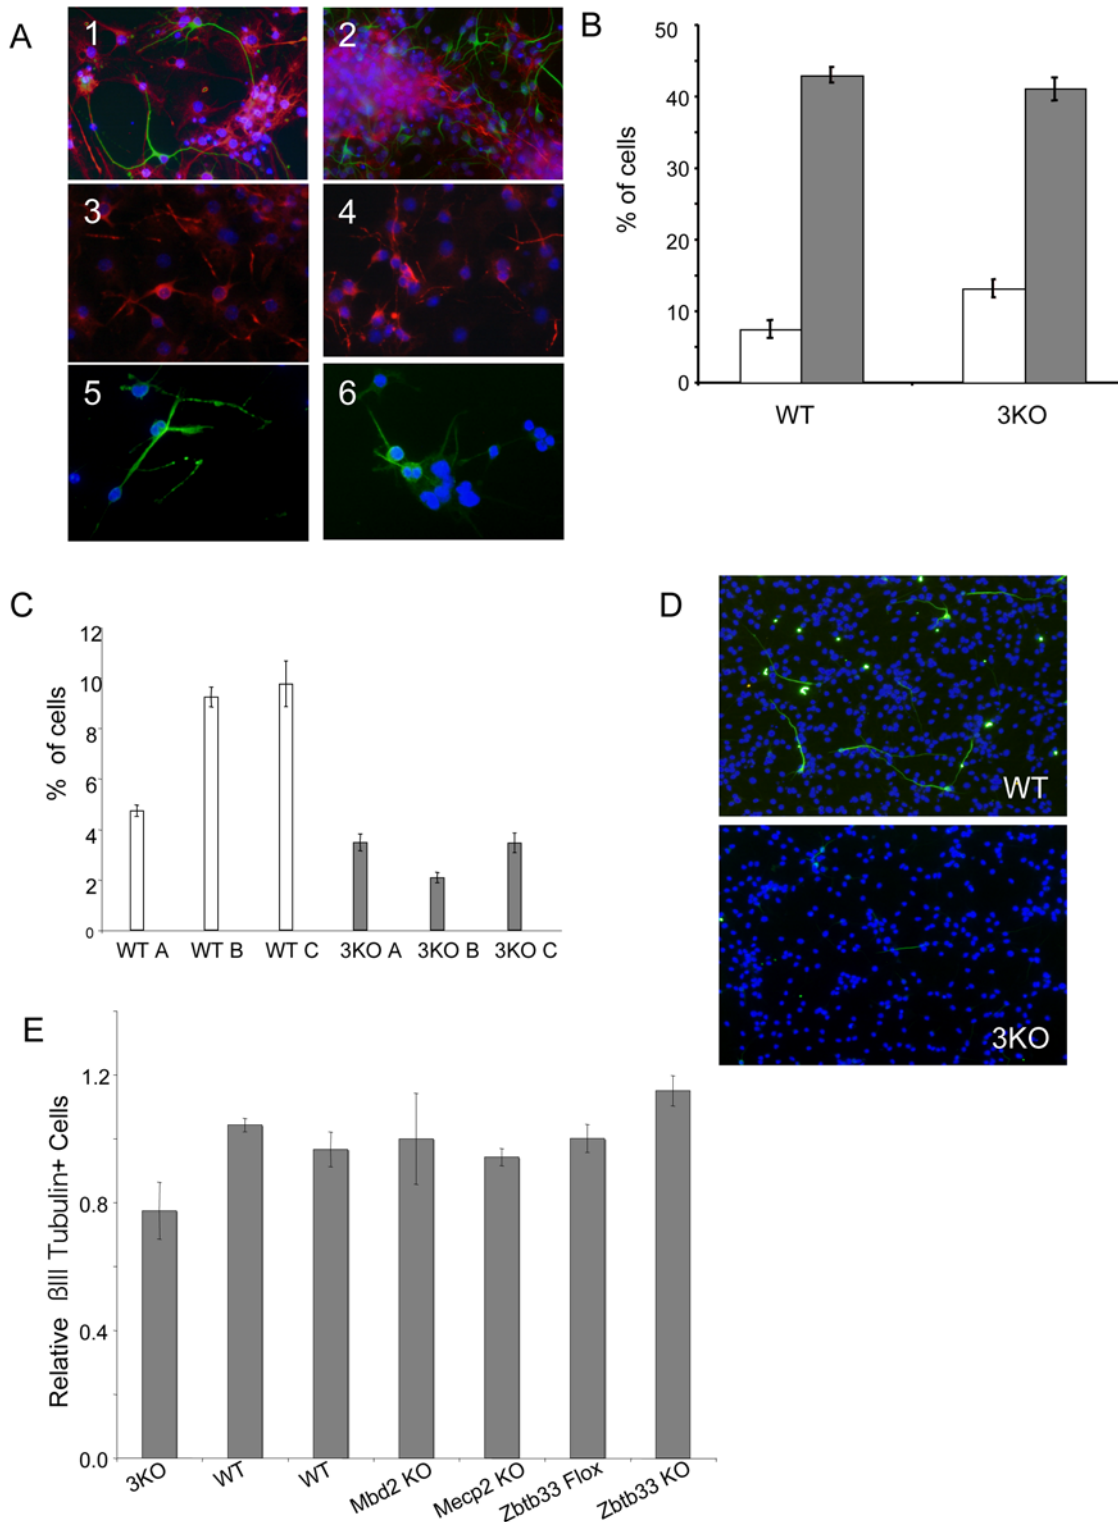 A
1
2
3
4
5
6
B
% of cells
50
40
30
20
10
0
WT
3KO
C
% of cells
12
10
8
6
4
2
0
WT A
WT B
WT C
3KO A
3KO B
3KO C
D
WT
3KO
E
Relative βIII Tubulin+ Cells
1.2
0.8
0.4
0.0
3KO
WT
WT
Mbd2 KO
Mecp2 KO
Zbtb33 Flox
Zbtb33 KO